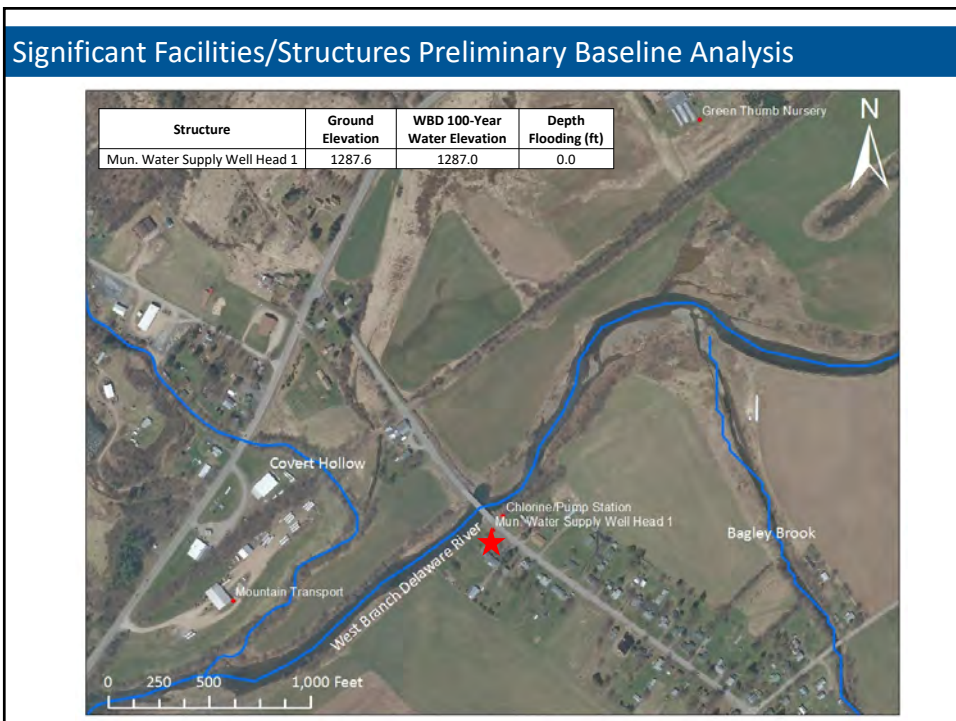 Significant Facilities/Structures Preliminary Baseline Analysis
Structure Ground Elevation WBD 100-Year Water Elevation Depth Flooding (ft)
Mun. Water Supply Well Head 1 1287.6 1287.0 0.0
Green Thumb Nursery
N
Covert Hollow
Chlorine/Pump Station
Mun. Water Supply Well Head 1
Bagley Brook
West Branch Delaware River
Mountain Transport
0 250 500 1,000 Feet